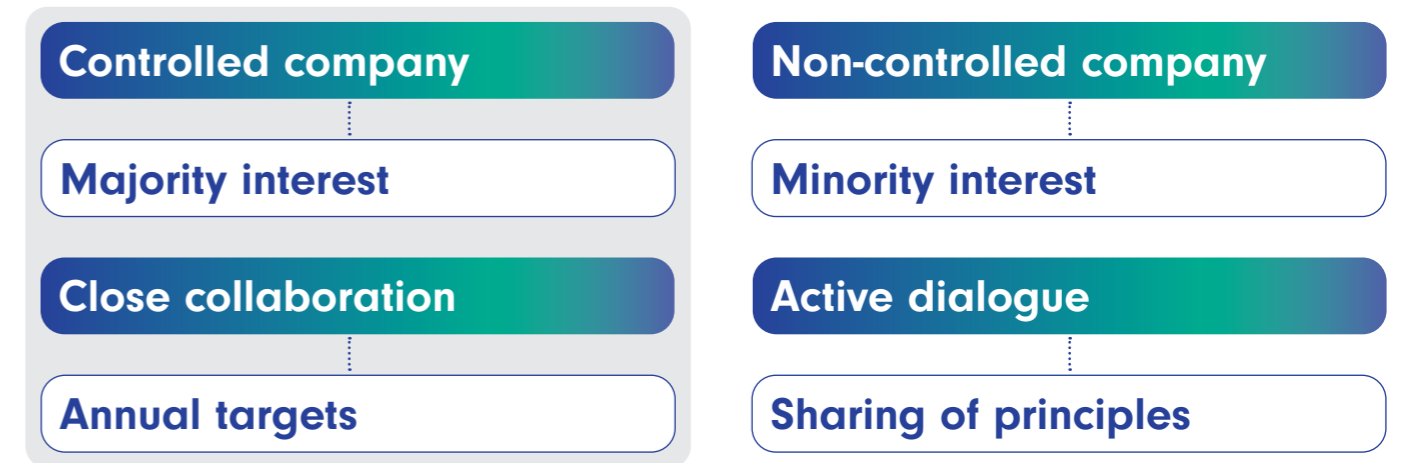 Controlled company
Majority interest
Close collaboration
Annual targets
Non-controlled company
Minority interest
Active dialogue
Sharing of principles